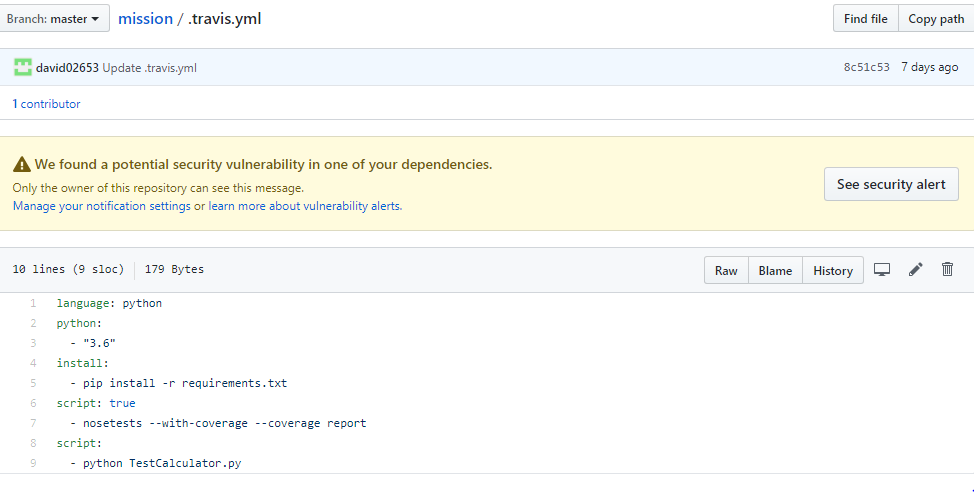 Branch: master mission / .travis.yml Find file Copy path
david02653 Update .travis.yml 8c51c53 7 days ago
1 contributor
We found a potential security vulnerability in one of your dependencies.
Only the owner of this repository can see this message.
Manage your notification settings or learn more about vulnerability alerts.
See security alert
10 lines (9 sloc) 179 Bytes Raw Blame History
1 language: python
2 python:
3 - "3.6"
4 install:
5 - pip install -r requirements.txt
6 script: true
7 - nosetests --with-coverage --coverage report
8 script:
9 - python TestCalculator.py